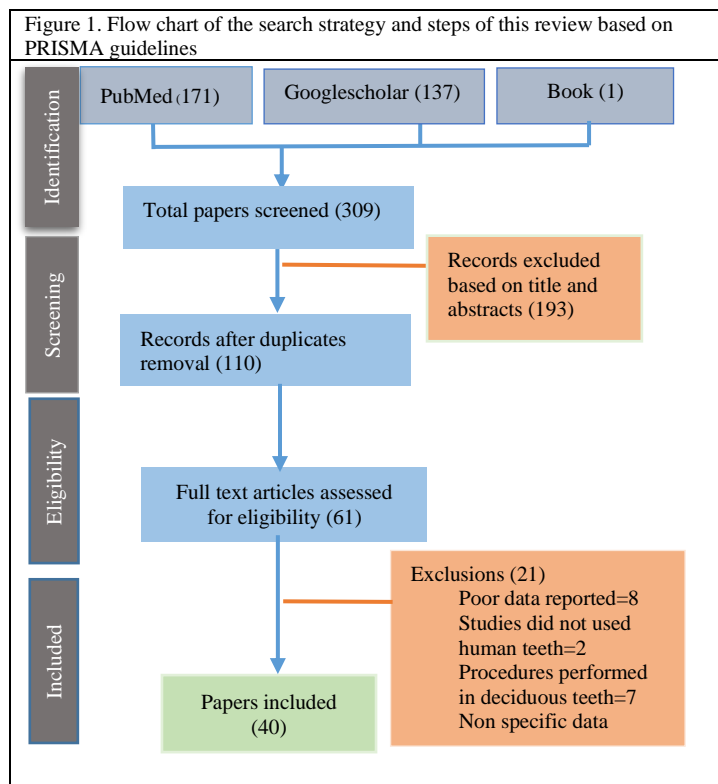 Figure 1. Flow chart of the search strategy and steps of this review based on
PRISMA guidelines
Identification
PubMed (171)
Googlescholar (137)
Book (1)
Total papers screened (309)
Screening
Records excluded
based on title and
abstracts (193)
Records after duplicates
removal (110)
Eligibility
Full text articles assessed
for eligibility (61)
Included
Exclusions (21)
Poor data reported=8
Studies did not used
human teeth=2
Procedures performed
in deciduous teeth=7
Non specific data
Papers included
(40)